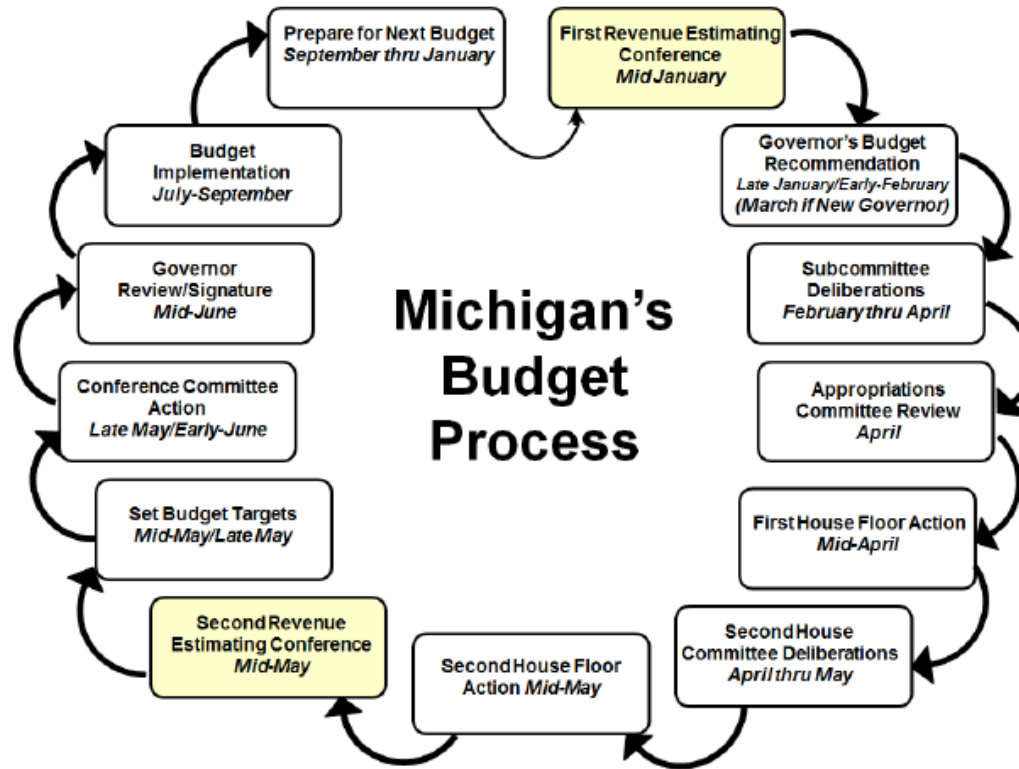 Prepare for Next Budget
September thru January
First Revenue Estimating
Conference
Mid January
Governor's Budget
Recommendation
Late January/Early-February
(March if New Governor)
Subcommittee
Deliberations
February thru April
Appropriations
Committee Review
April
First House Floor Action
Mid-April
Second House
Committee Deliberations
April thru May
Second House Floor
Action Mid-May
Second Revenue
Estimating Conference
Mid-May
Set Budget Targets
Mid-May/Late May
Conference Committee
Action
Late May/Early-June
Governor
Review/Signature
Mid-June
Budget
Implementation
July-September
Michigan's
Budget
Process